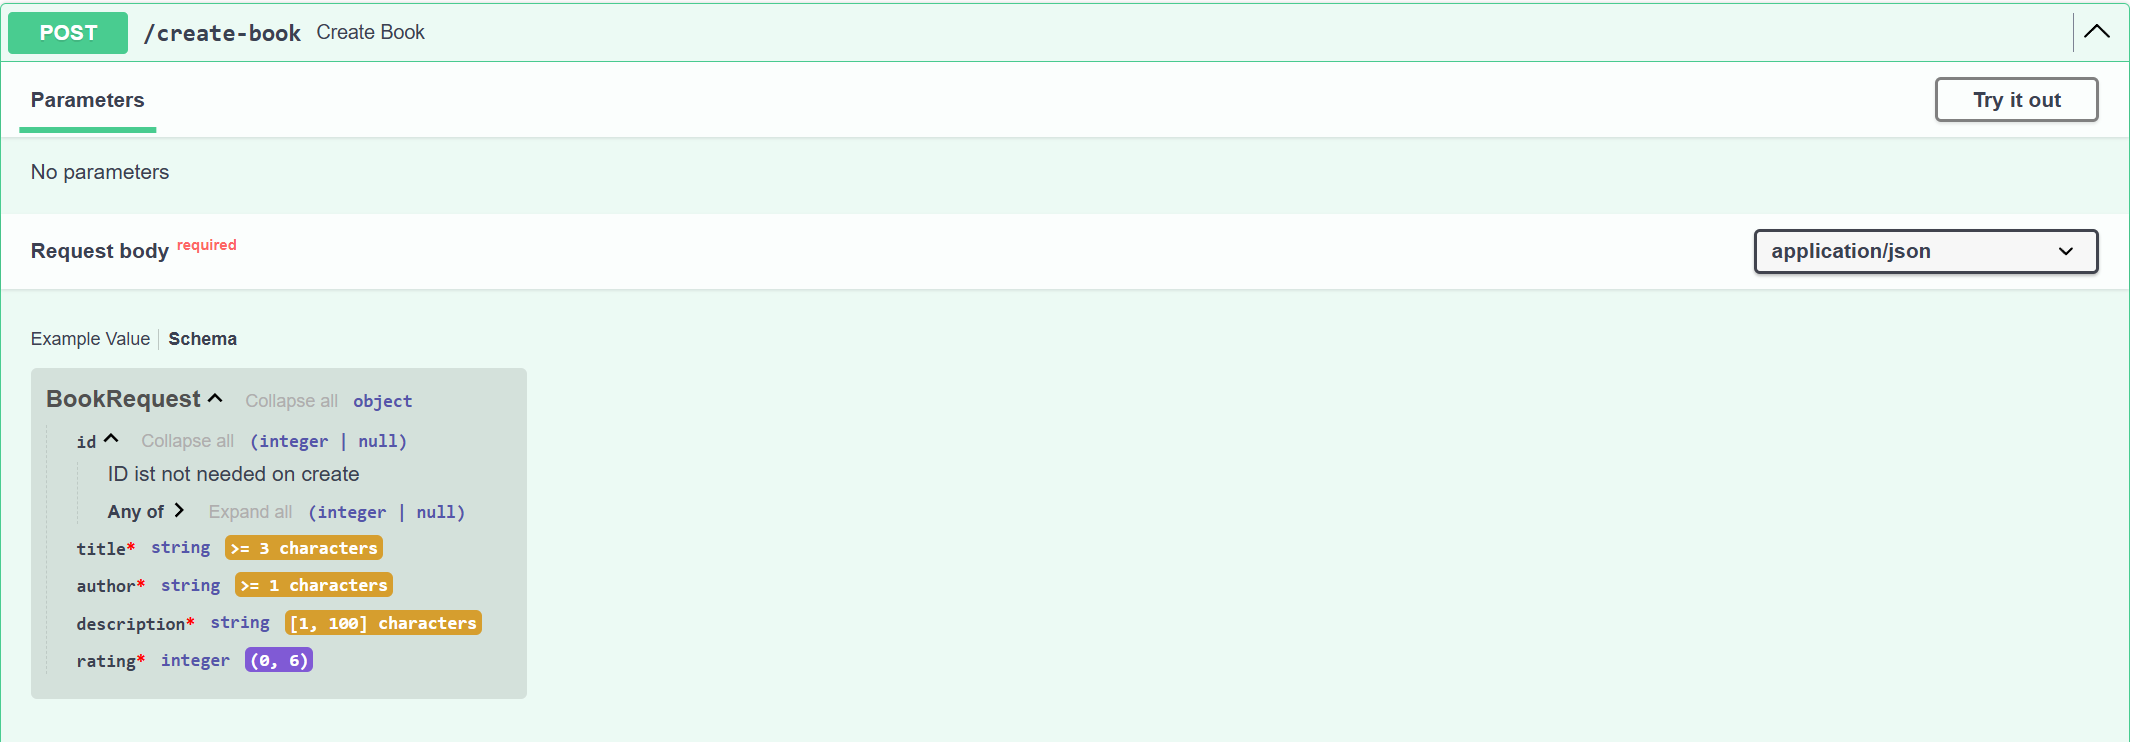 POST /create-book Create Book
Parameters Try it out
No parameters
Request body required application/json
Example Value Schema
BookRequest Collapse all object
id Collapse all (integer | null)
ID ist not needed on create
Any of Expand all (integer | null)
title* string >= 3 characters
author* string >= 1 characters
description* string [1, 100] characters
rating* integer (0, 6)